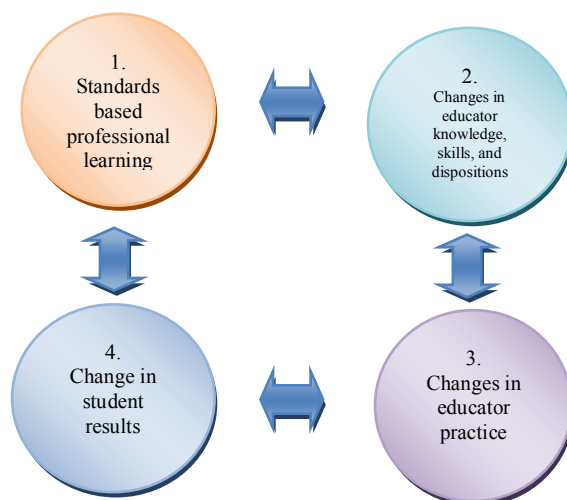 1.
Standards
based
professional
learning
2.
Changes in
educator
knowledge,
skills, and
dispositions
3.
Changes in
educator
practice
4.
Change in
student
results